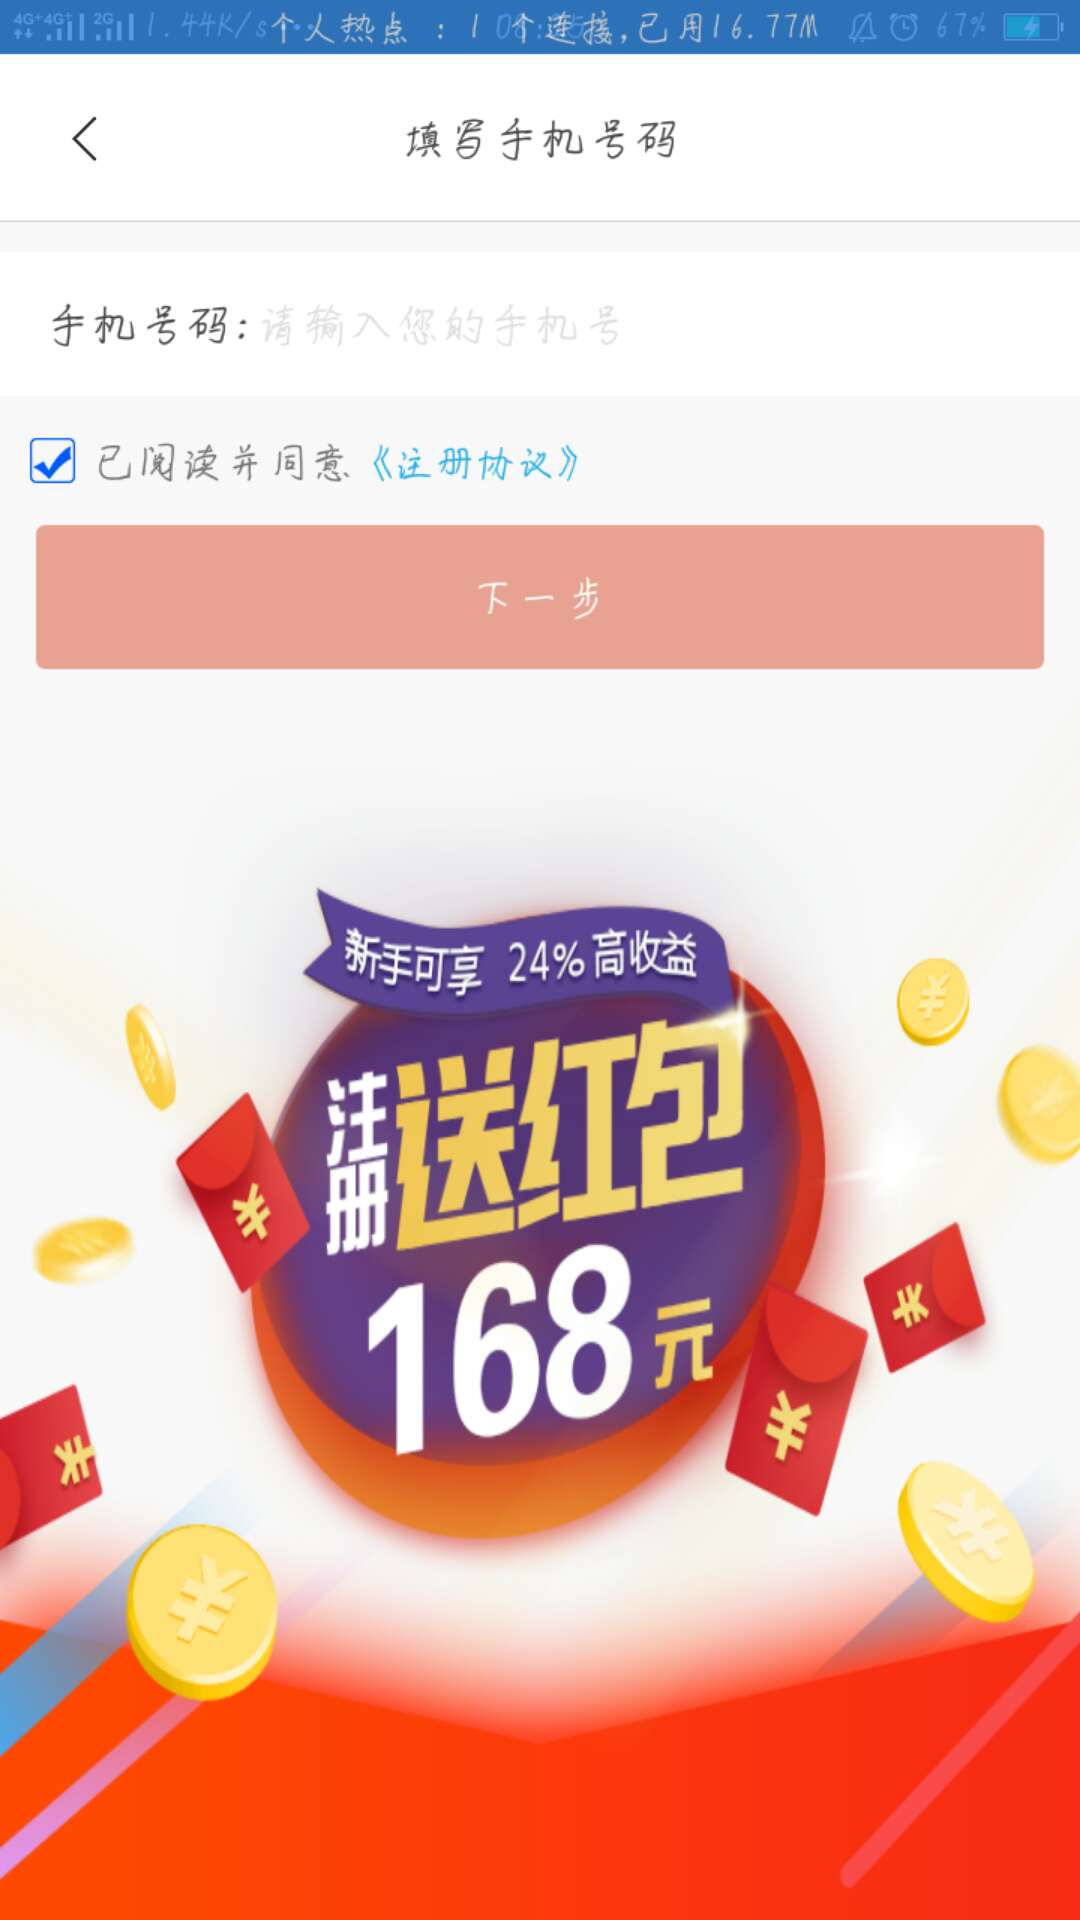 4G+ 4G+ 2G 1.44K/s 个人热点 : 1 个连接,已用16.77M 67%
填写手机号码
手机号码:请输入您的手机号
已阅读并同意《注册协议》
下一步
新手可享 24%高收益
注册送红包
168元